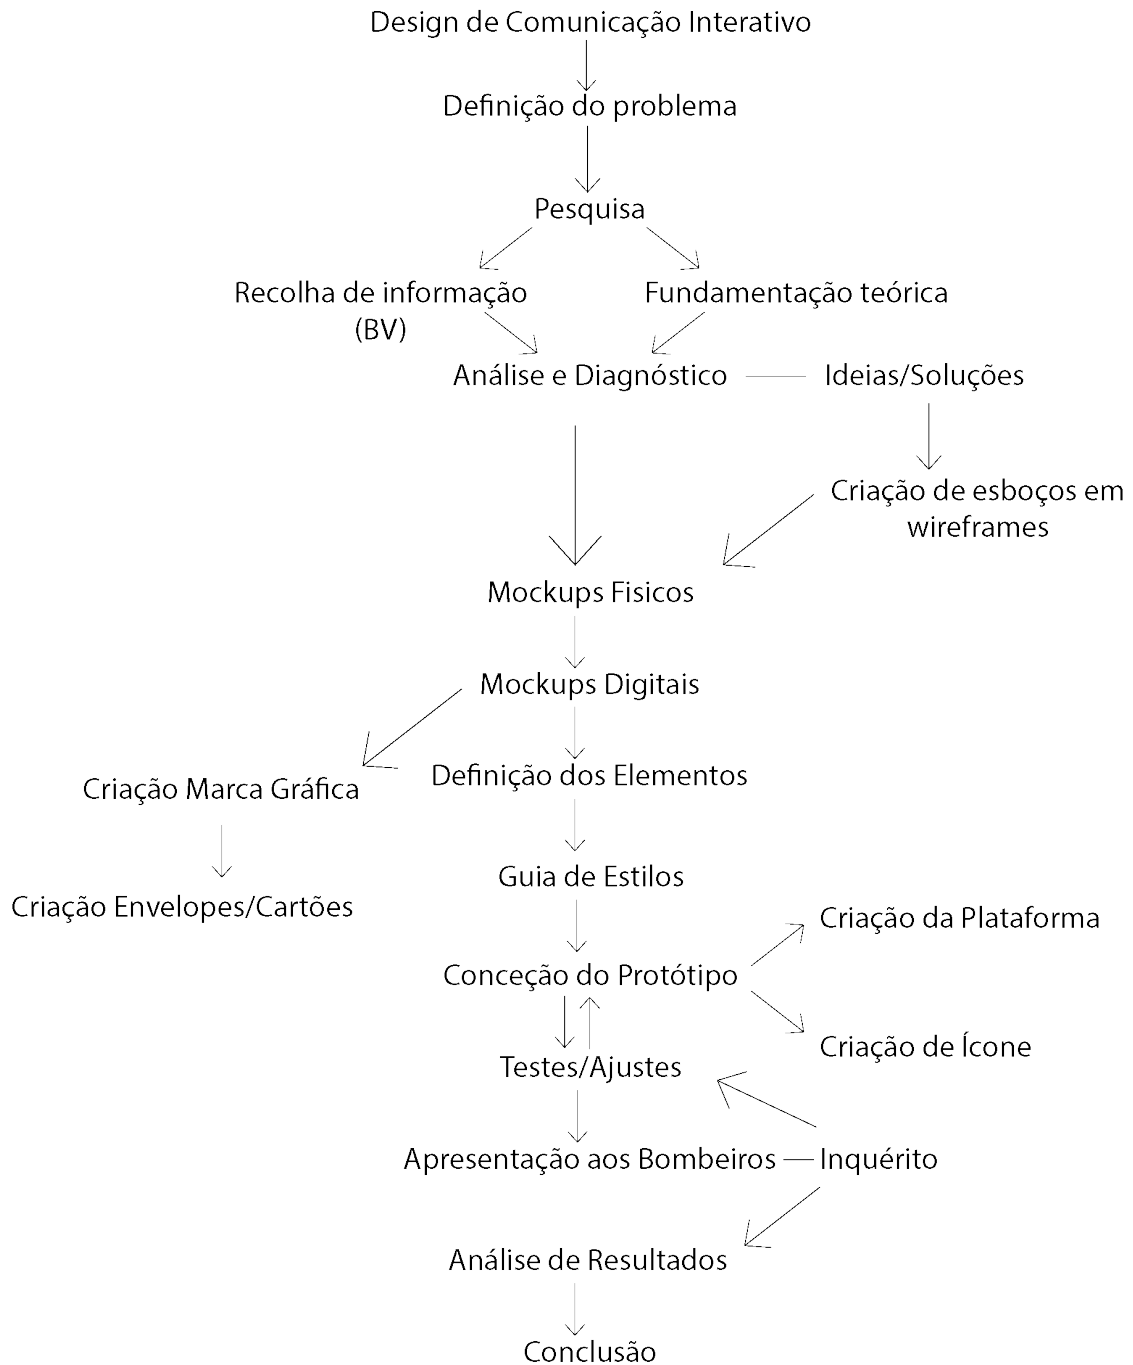 Design de Comunicação Interativo
Definição do problema
Pesquisa
Recolha de informação
(BV)
Fundamentação teórica
Análise e Diagnóstico
Ideias/Soluções
Criação de esboços em
wireframes
Mockups Fisicos
Mockups Digitais
Definição dos Elementos
Criação Marca Gráfica
Guia de Estilos
Criação Envelopes/Cartões
Criação da Plataforma
Conceção do Protótipo
Criação de Ícone
Testes/Ajustes
Apresentação aos Bombeiros
Inquérito
Análise de Resultados
Conclusão